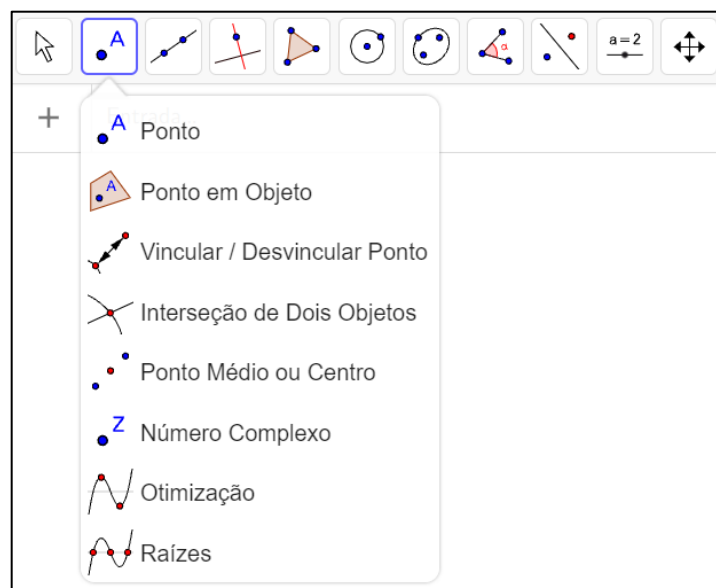 A
α
a = 2
+
Entrada
A
Ponto
A
Ponto em Objeto
Vincular / Desvincular Ponto
Interseção de Dois Objetos
Ponto Médio ou Centro
Z
Número Complexo
Otimização
Raízes